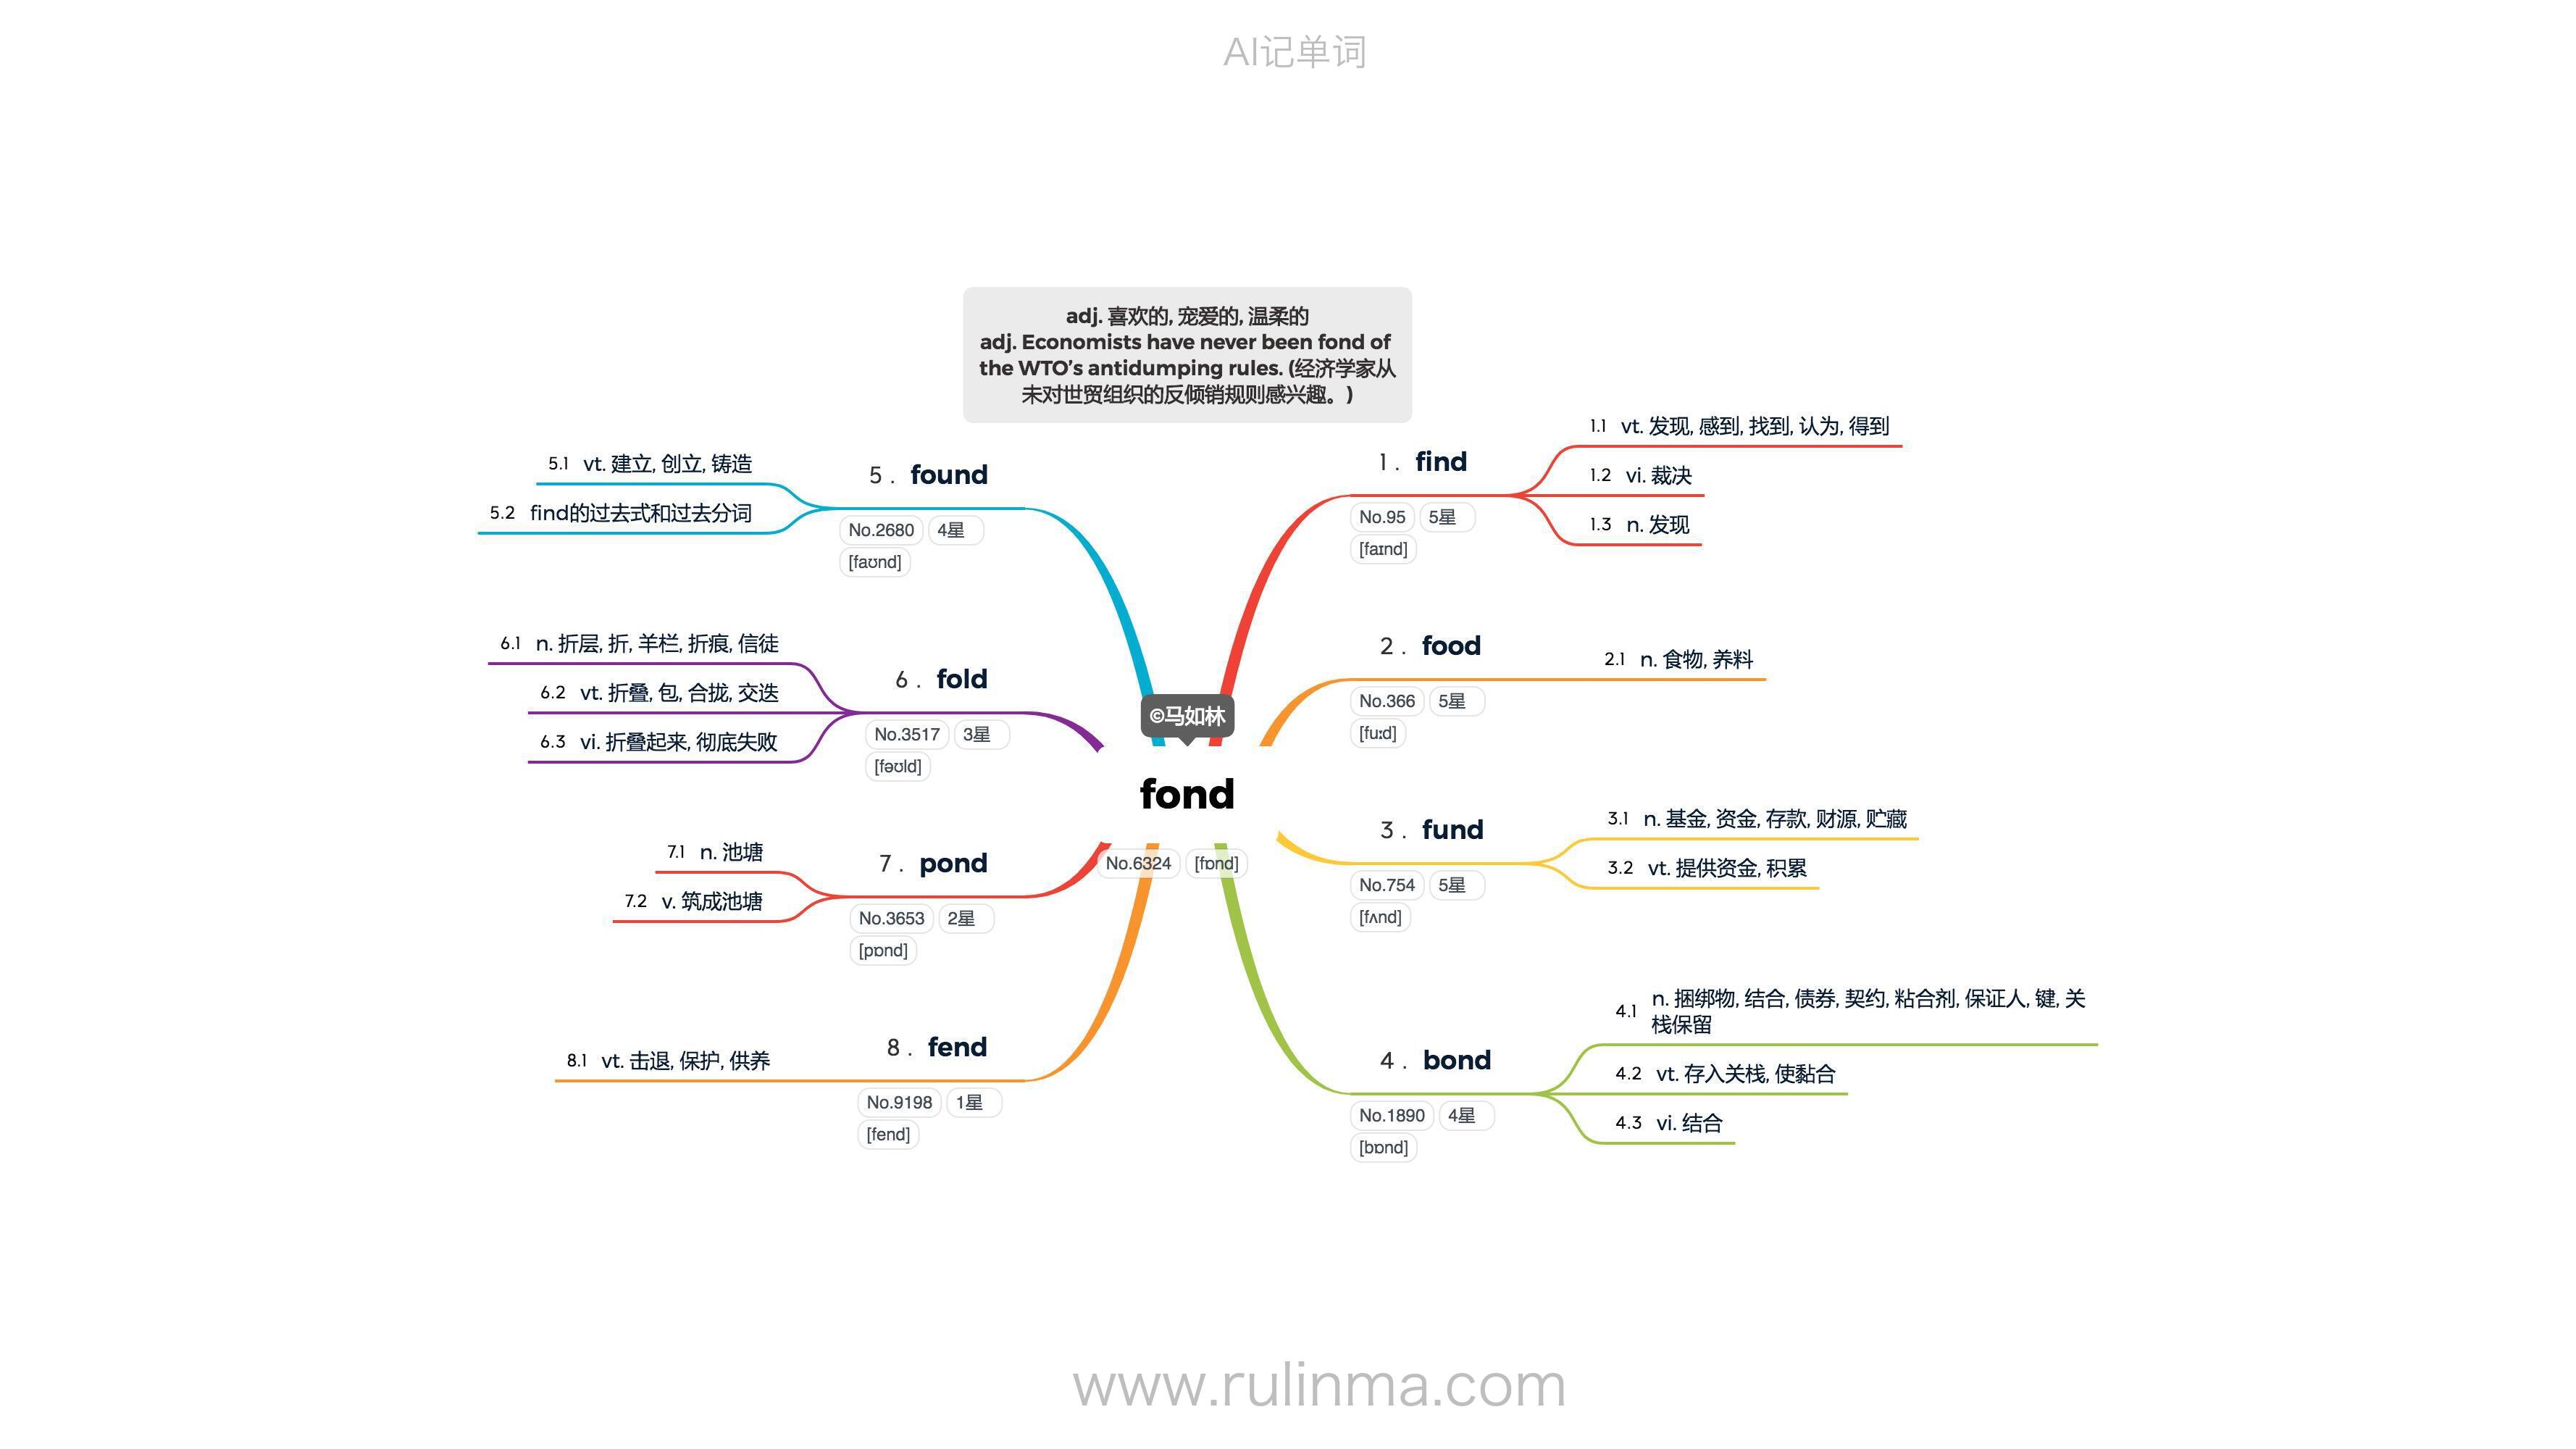 AI记单词
adj. 喜欢的, 宠爱的, 温柔的
adj. Economists have never been fond of
the WTO’s antidumping rules. (经济学家从
未对世贸组织的反倾销规则感兴趣。)
©马如林
fond
No.6324 [fɒnd]
1 . find
No.95 5星
[faɪnd]
1.1 vt. 发现, 感到, 找到, 认为, 得到
1.2 vi. 裁决
1.3 n. 发现
2 . food
No.366 5星
[fuːd]
2.1 n. 食物, 养料
3 . fund
No.754 5星
[fʌnd]
3.1 n. 基金, 资金, 存款, 财源, 贮藏
3.2 vt. 提供资金, 积累
4 . bond
No.1890 4星
[bɒnd]
4.1 n. 捆绑物, 结合, 债券, 契约, 粘合剂, 保证人, 键, 关
栈保留
4.2 vt. 存入关栈, 使黏合
4.3 vi. 结合
5 . found
No.2680 4星
[faʊnd]
5.1 vt. 建立, 创立, 铸造
5.2 find的过去式和过去分词
6 . fold
No.3517 3星
[fəʊld]
6.1 n. 折层, 折, 羊栏, 折痕, 信徒
6.2 vt. 折叠, 包, 合拢, 交迭
6.3 vi. 折叠起来, 彻底失败
7 . pond
No.3653 2星
[pɒnd]
7.1 n. 池塘
7.2 v. 筑成池塘
8 . fend
No.9198 1星
[fend]
8.1 vt. 击退, 保护, 供养
www.rulinma.com